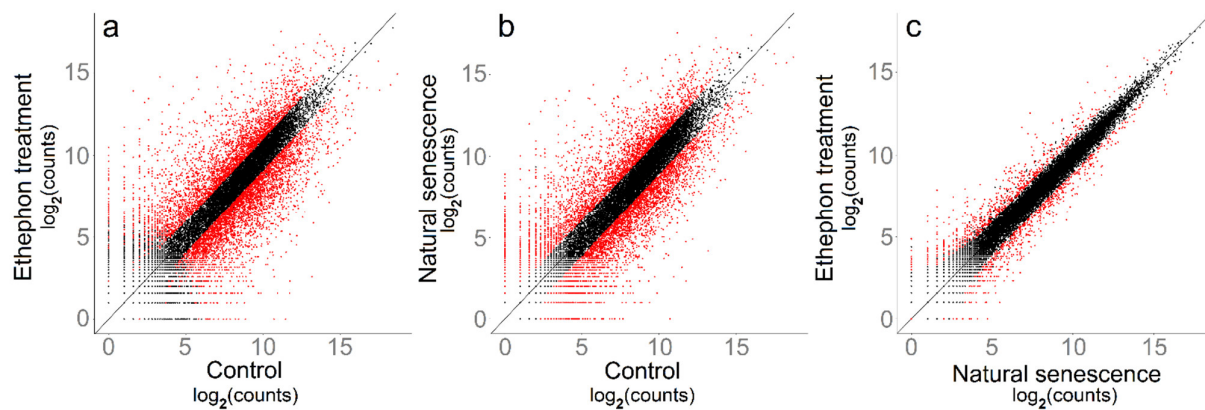 a
Ethephon treatment
log2(counts)
15
10
5
0
0 5 10 15
Control
log2(counts)
b
Natural senescence
log2(counts)
15
10
5
0
0 5 10 15
Control
log2(counts)
c
Ethephon treatment
log2(counts)
15
10
5
0
0 5 10 15
Natural senescence
log2(counts)